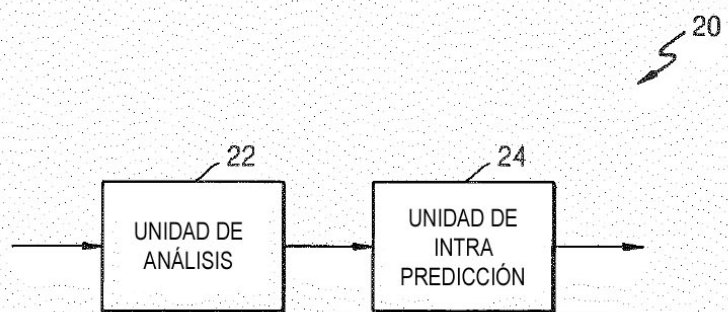 20
22
24
UNIDAD DE
ANÁLISIS
UNIDAD DE
INTRA
PREDICCIÓN